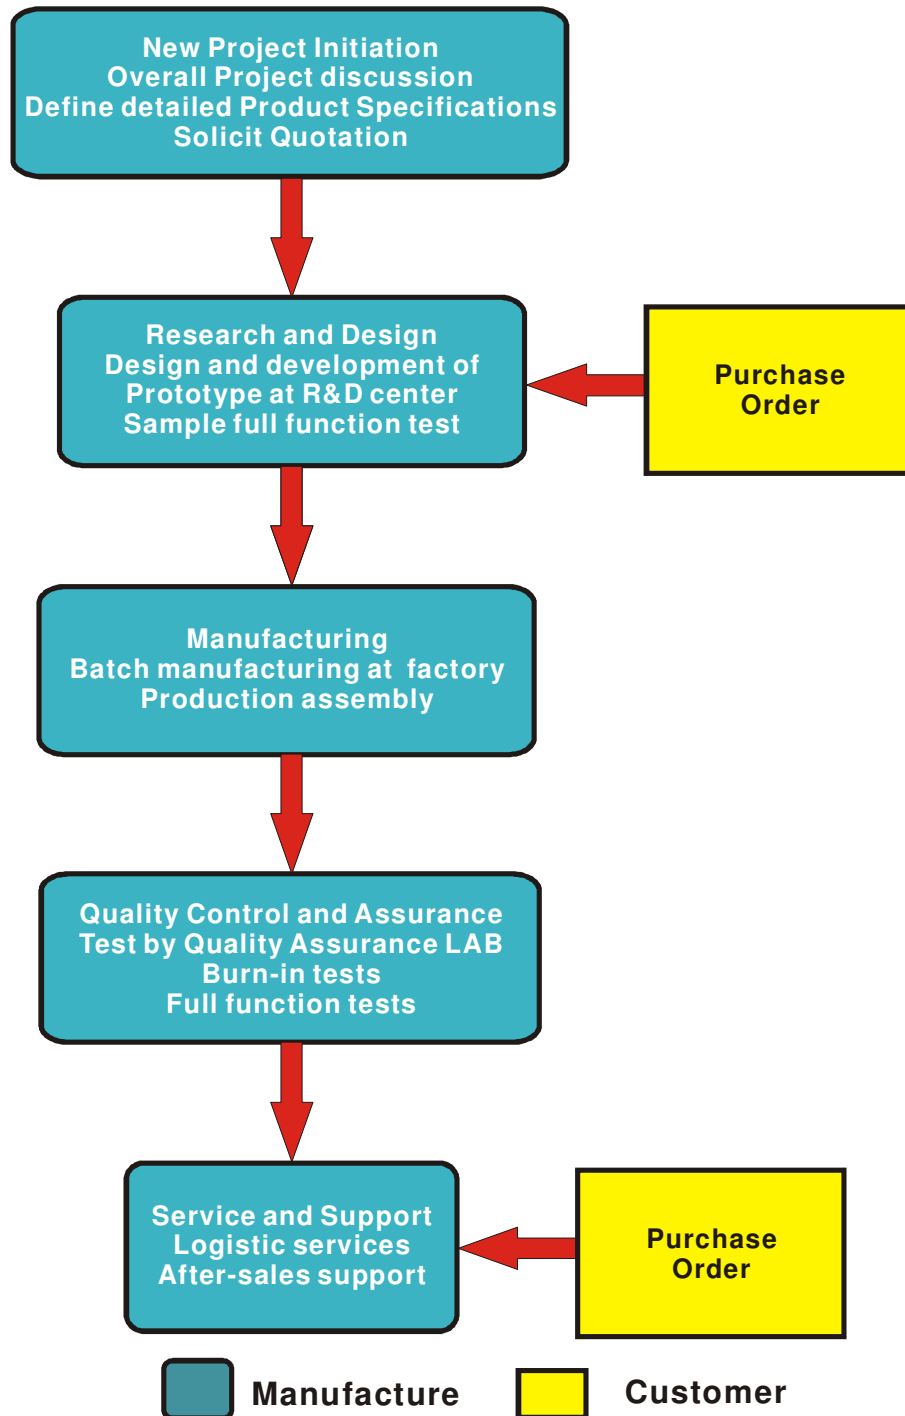 New Project Initiation
Overall Project discussion
Define detailed Product Specifications
Solicit Quotation
Research and Design
Design and development of
Prototype at R&D center
Sample full function test
Purchase
Order
Manufacturing
Batch manufacturing at factory
Production assembly
Quality Control and Assurance
Test by Quality Assurance LAB
Burn-in tests
Full function tests
Service and Support
Logistic services
After-sales support
Purchase
Order
Manufacture
Customer